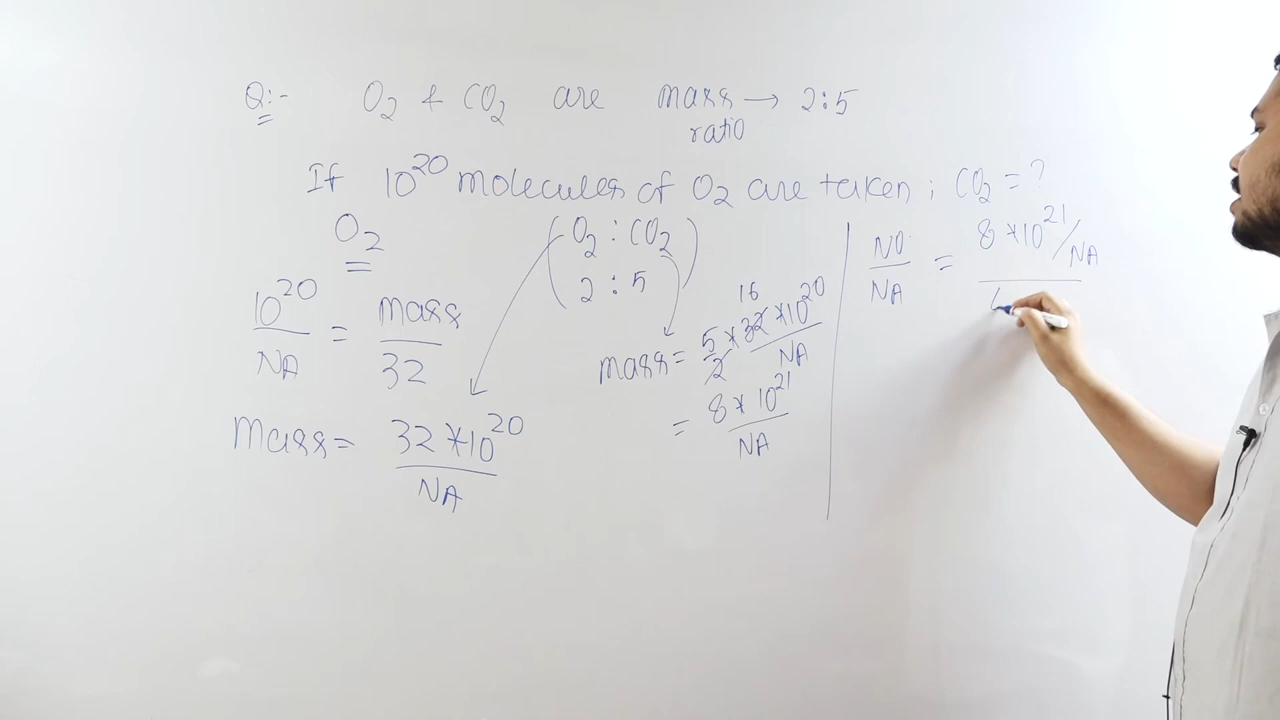 Q:- O2 & CO2 are mass → 2:5
ratio
If 10^20 molecules of O2 are taken; CO2 = ?
O2
10^20/NA = mass/32
Mass = 32*10^20/NA
(O2 : CO2)
2 : 5
16
mass = 5/2 * 32*10^20/NA
= 8*10^21/NA
NO./NA = 8*10^21/NA